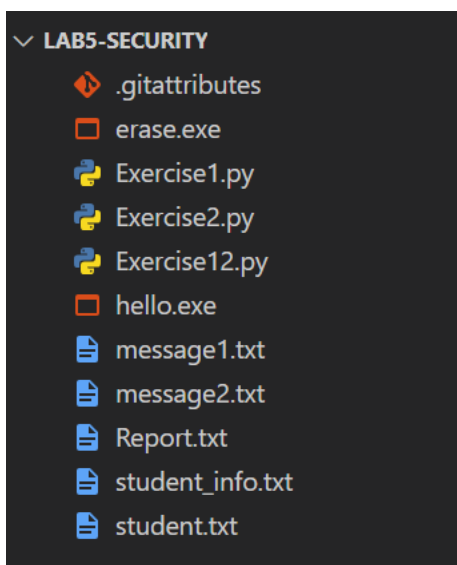 LAB5-SECURITY
.gitattributes
erase.exe
Exercise1.py
Exercise2.py
Exercise12.py
hello.exe
message1.txt
message2.txt
Report.txt
student_info.txt
student.txt